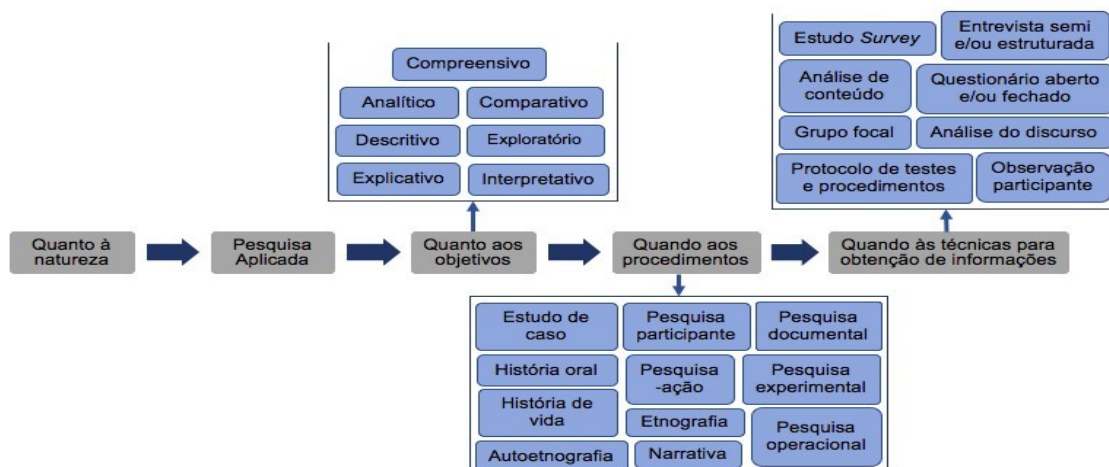 Compreensivo
Analítico
Comparativo
Descritivo
Exploratório
Explicativo
Interpretativo
Estudo Survey
Entrevista semi
e/ou estruturada
Análise de
conteúdo
Questionário aberto
e/ou fechado
Grupo focal
Análise do discurso
Protocolo de testes
e procedimentos
Observação
participante
Quanto à
natureza
Pesquisa
Aplicada
Quanto aos
objetivos
Quando aos
procedimentos
Quando às técnicas para
obtenção de informações
Estudo de
caso
Pesquisa
participante
Pesquisa
documental
História oral
Pesquisa
-ação
Pesquisa
experimental
História de
vida
Etnografia
Pesquisa
operacional
Autoetnografia
Narrativa